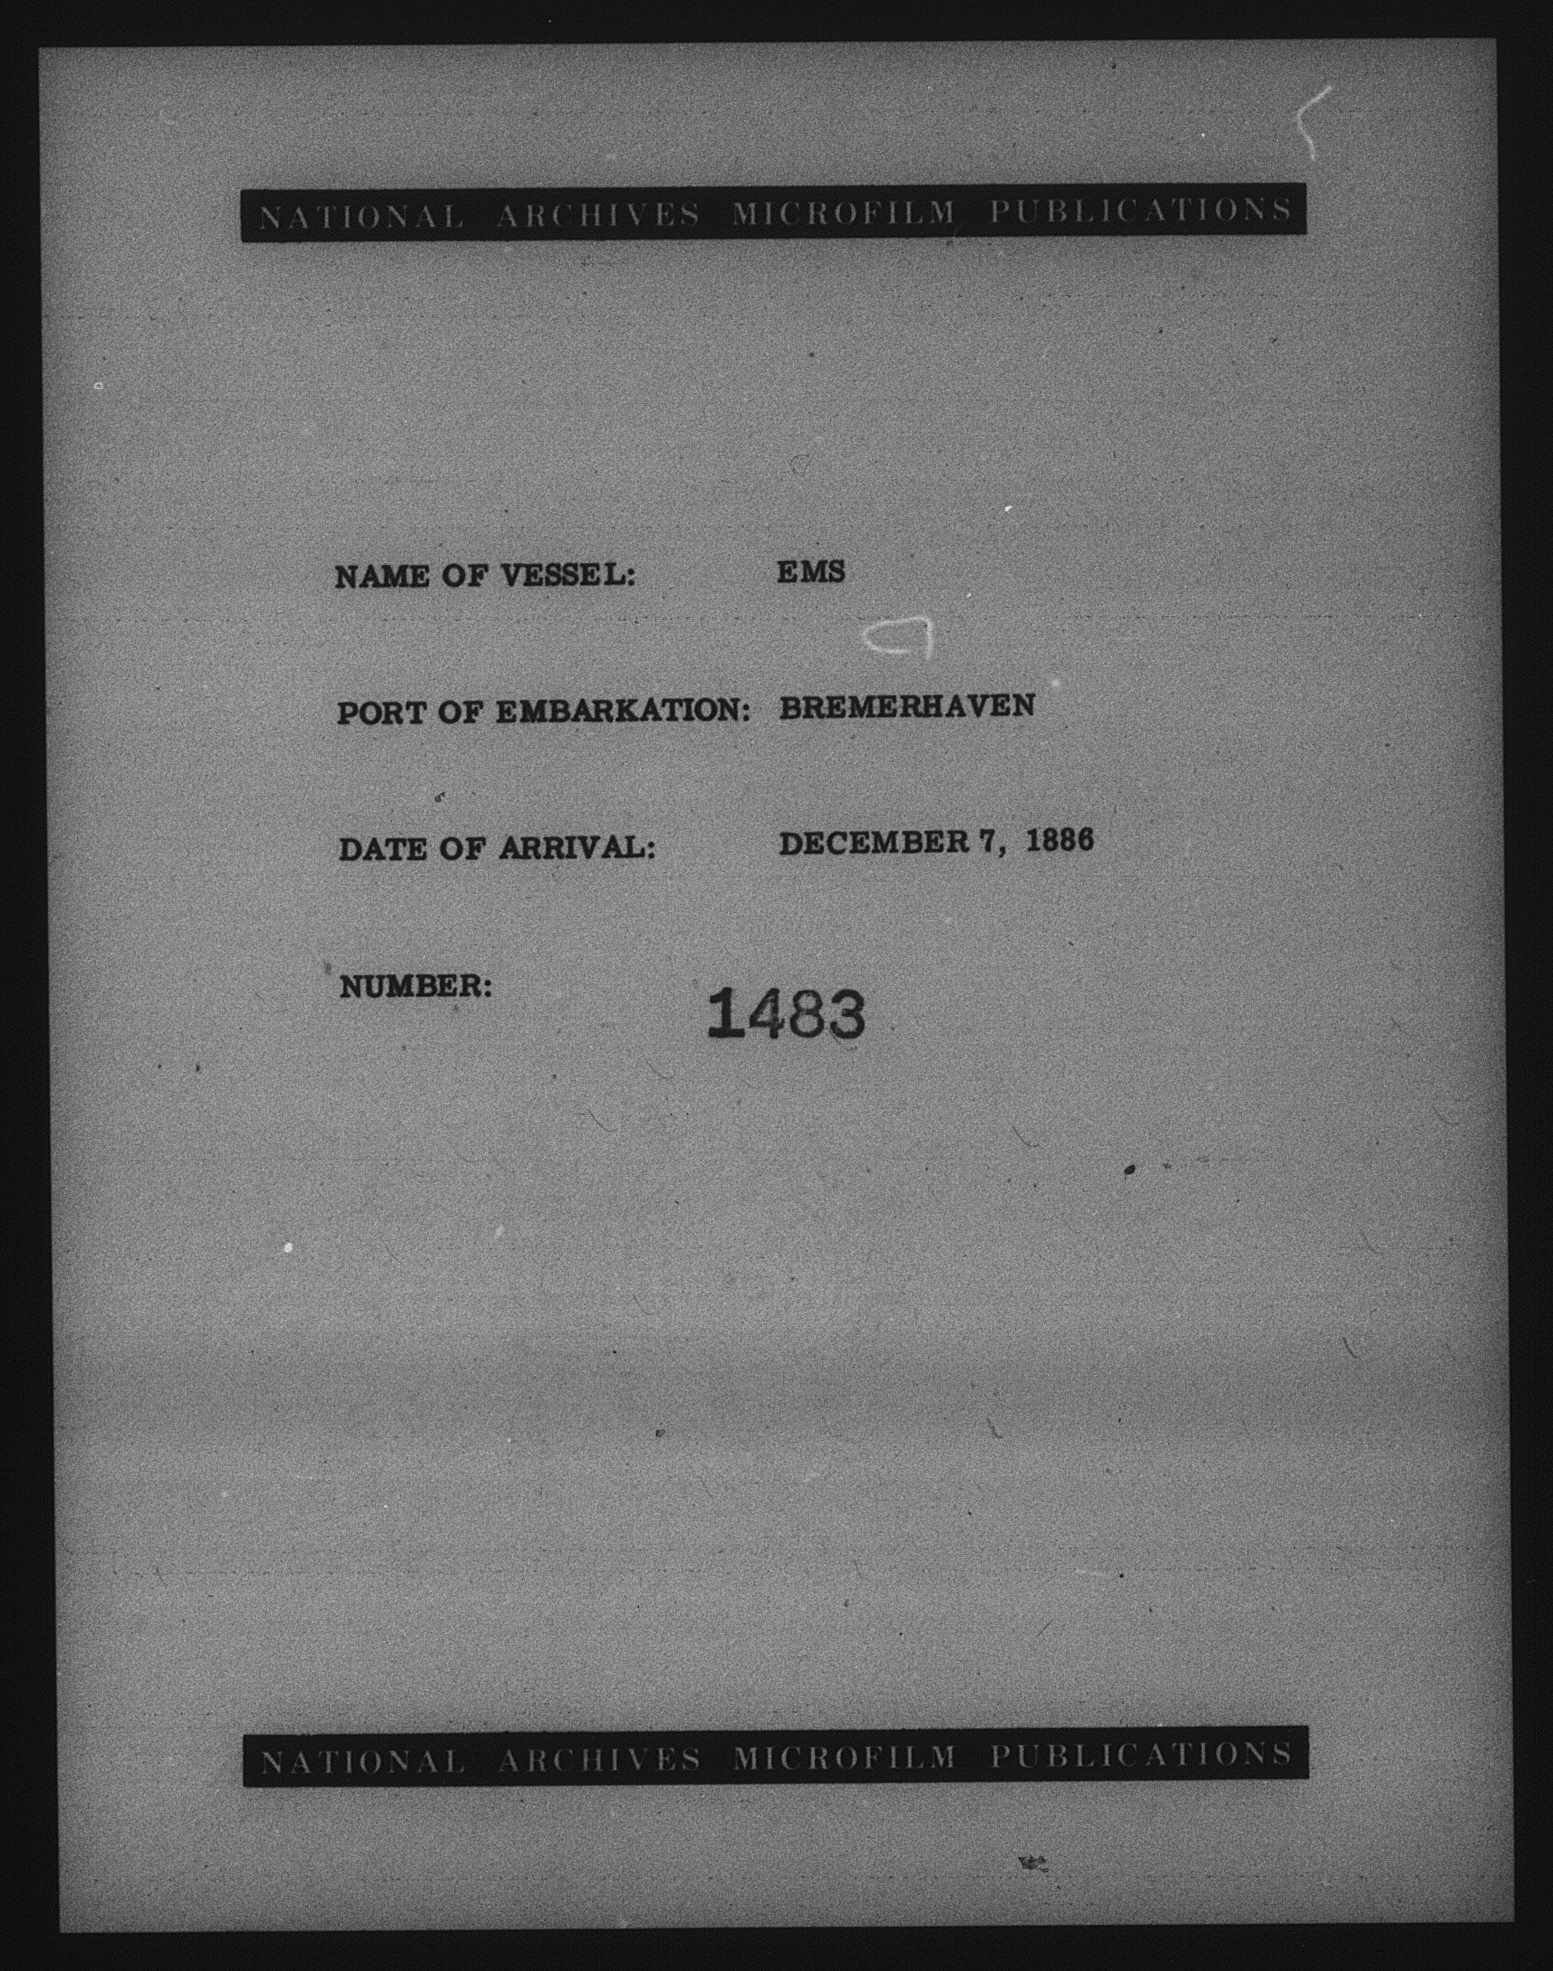 NATIONAL ARCHIVES MICROFILM PUBLICATIONS
NAME OF VESSEL: EMS
PORT OF EMBARKATION: BREMERHAVEN
DATE OF ARRIVAL: DECEMBER 7, 1886
NUMBER: 1483
NATIONAL ARCHIVES MICROFILM PUBLICATIONS